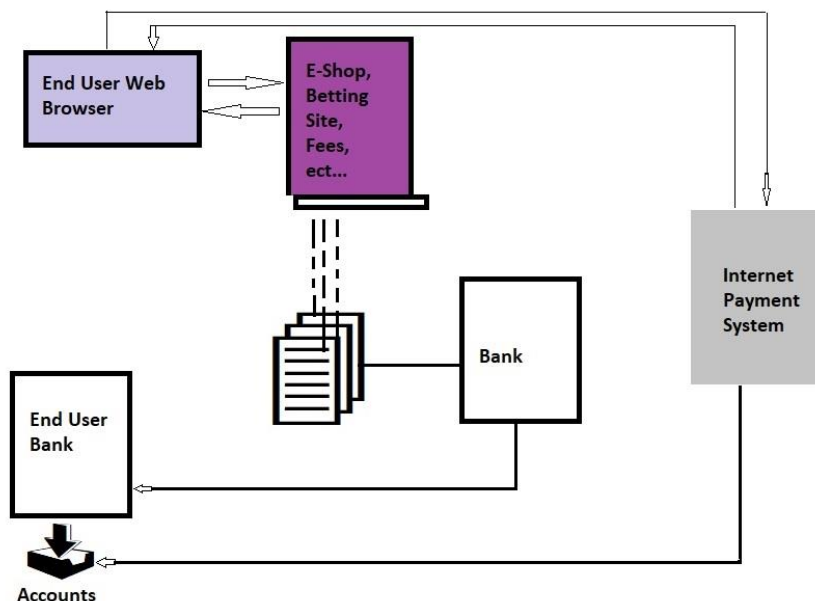 End User Web
Browser
E-Shop,
Betting
Site,
Fees,
ect...
Internet
Payment
System
Bank
End User
Bank
Accounts